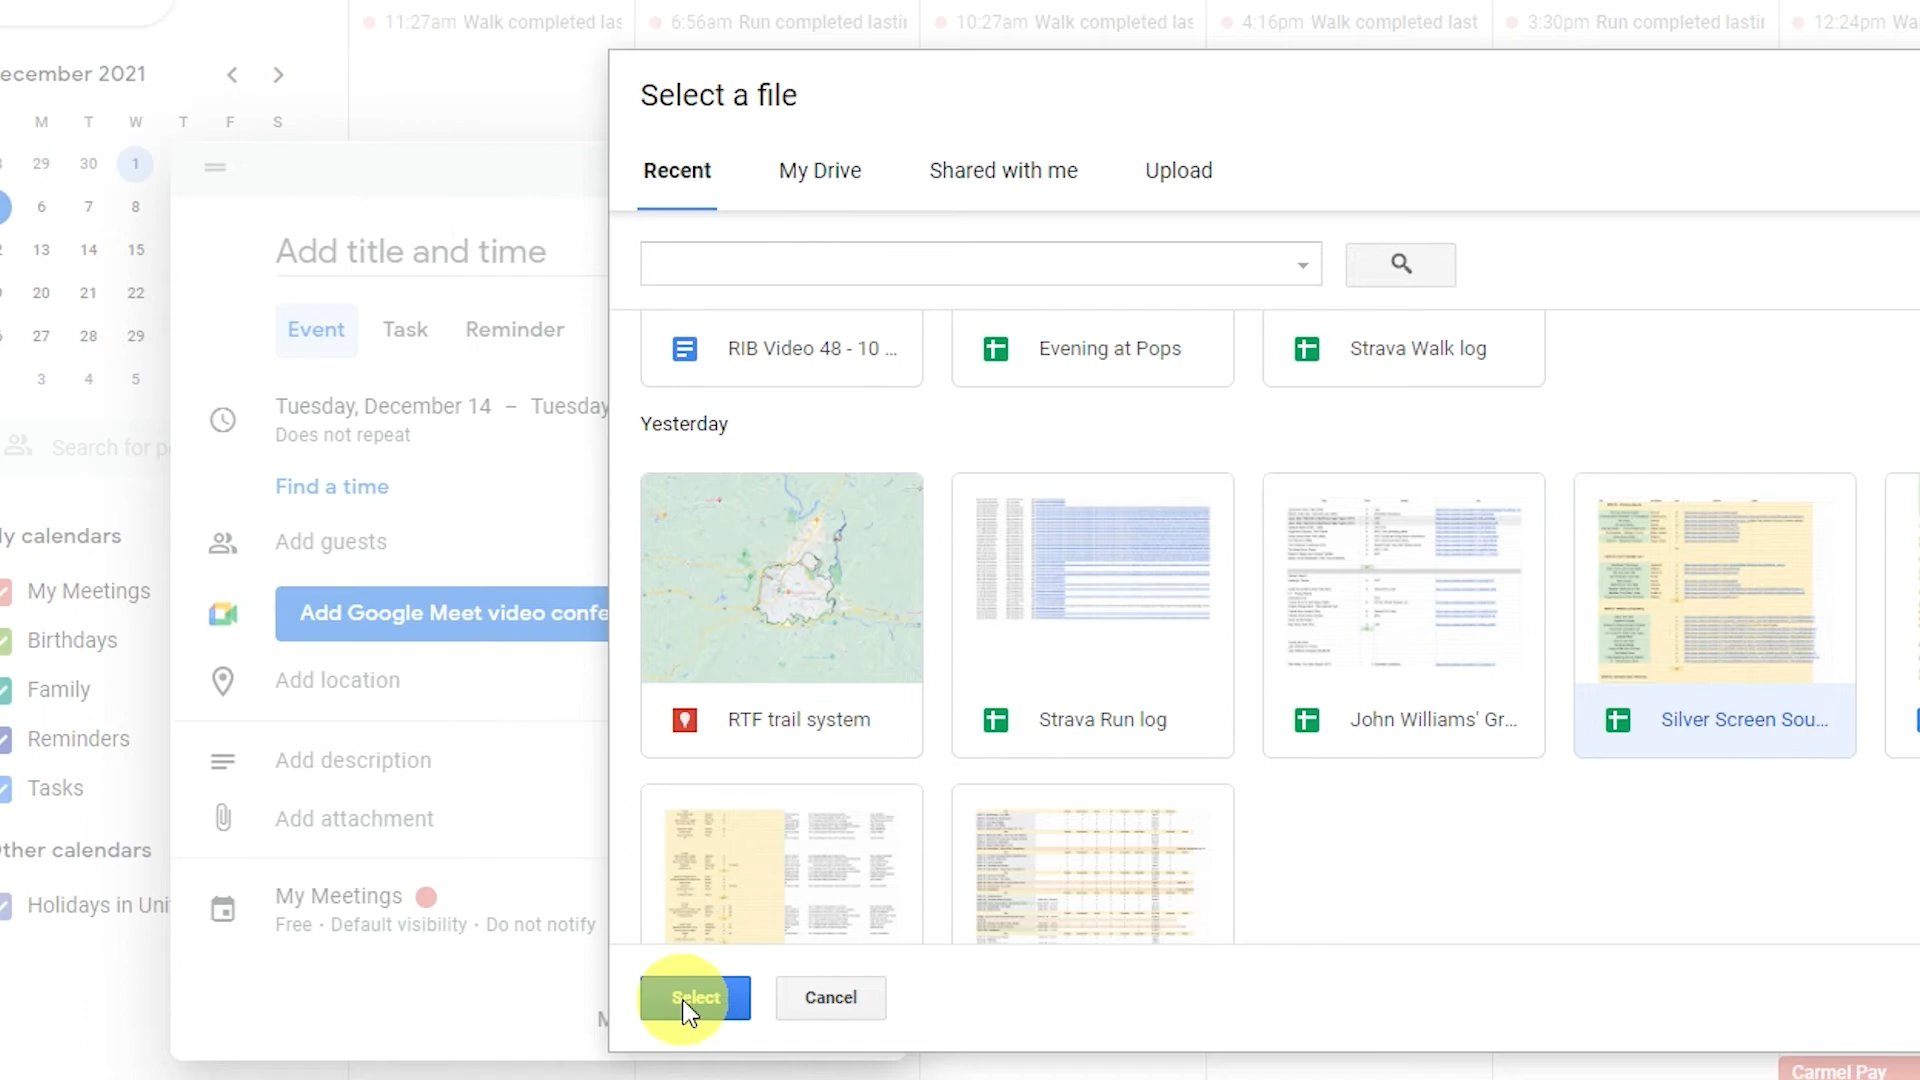 11:27am Walk completed las
6:56am Run completed lastin
10:27am Walk completed las
4:16pm Walk completed last
3:30pm Run completed lastin
12:24pm Wa
ecember 2021
M T W T F S
29 30 1
6 7 8
13 14 15
20 21 22
27 28 29
3 4 5
Search for p
y calendars
My Meetings
Birthdays
Family
Reminders
Tasks
ther calendars
Holidays in Uni
Add title and time
Event Task Reminder
Tuesday, December 14 – Tuesday
Does not repeat
Find a time
Add guests
Add Google Meet video confe
Add location
Add description
Add attachment
My Meetings
Free · Default visibility · Do not notify
M
Select a file
Recent My Drive Shared with me Upload
RIB Video 48 - 10 ...
Evening at Pops
Strava Walk log
Yesterday
RTF trail system
Strava Run log
John Williams' Gr...
Silver Screen Sou...
Select
Cancel
Carmel Pay